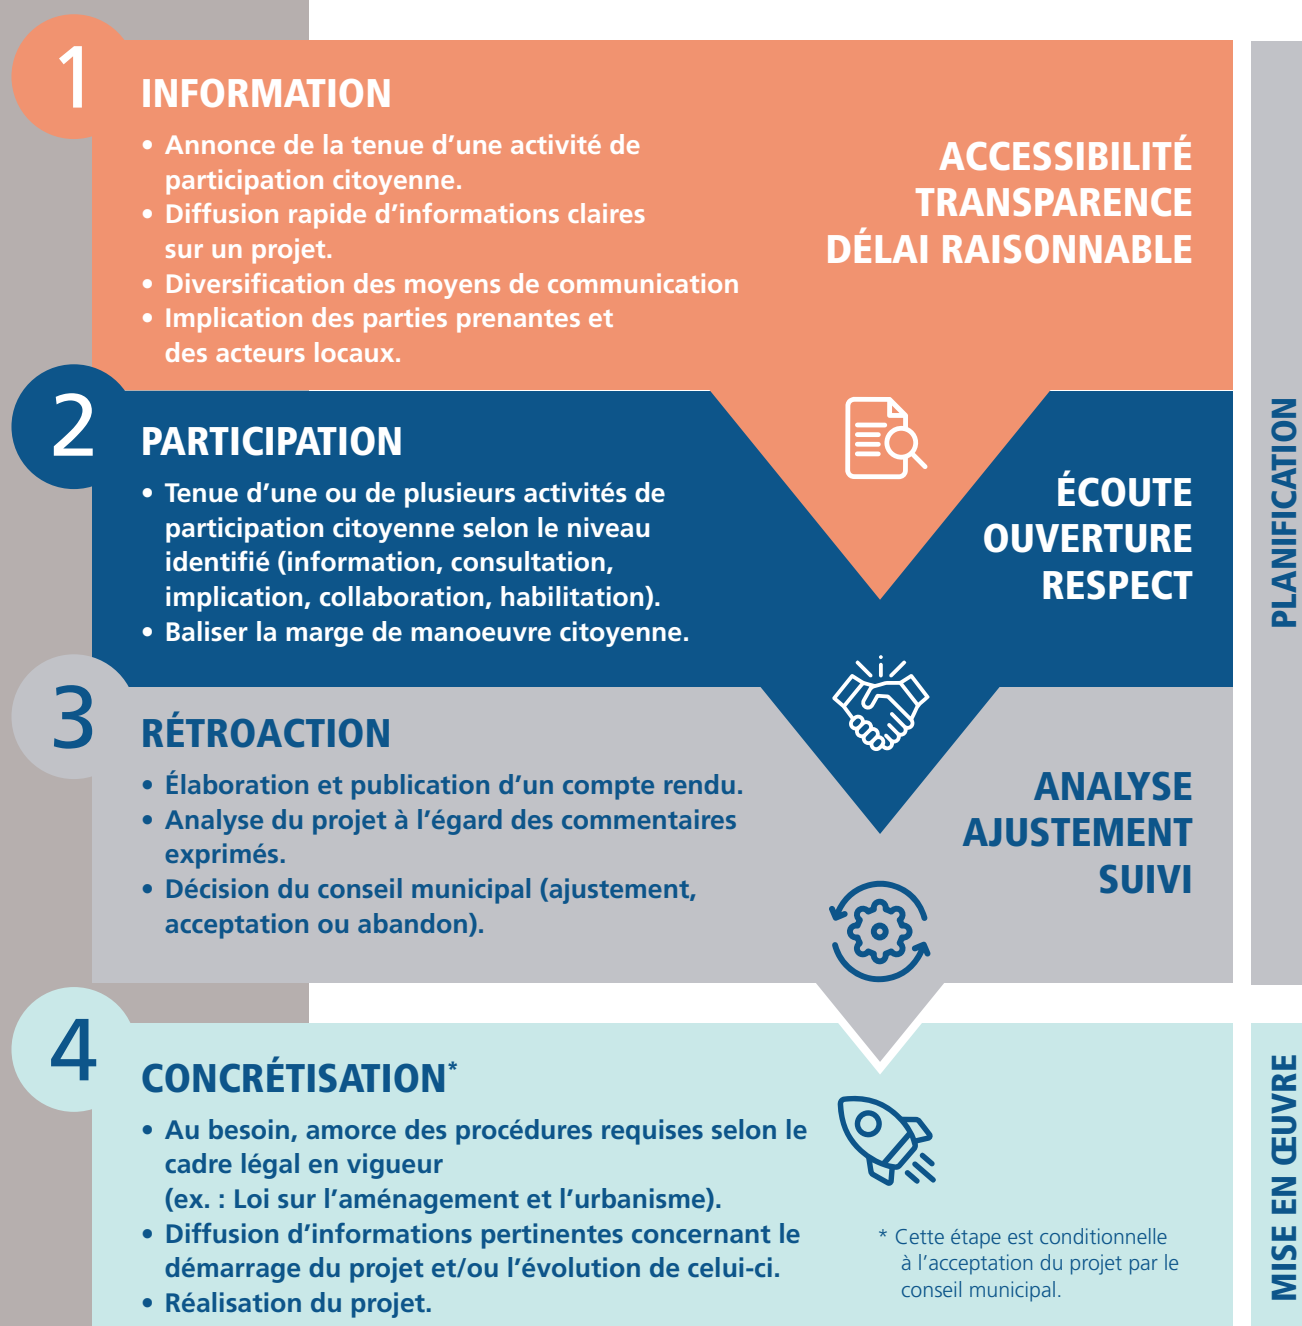 1
INFORMATION
• Annonce de la tenue d’une activité de
participation citoyenne.
• Diffusion rapide d’informations claires
sur un projet.
• Diversification des moyens de communication
• Implication des parties prenantes et
des acteurs locaux.
ACCESSIBILITÉ
TRANSPARENCE
DÉLAI RAISONNABLE
2
PARTICIPATION
• Tenue d’une ou de plusieurs activités de
participation citoyenne selon le niveau
identifié (information, consultation,
implication, collaboration, habilitation).
• Baliser la marge de manoeuvre citoyenne.
ÉCOUTE
OUVERTURE
RESPECT
3
RÉTROACTION
• Élaboration et publication d’un compte rendu.
• Analyse du projet à l’égard des commentaires
exprimés.
• Décision du conseil municipal (ajustement,
acceptation ou abandon).
ANALYSE
AJUSTEMENT
SUIVI
PLANIFICATION
4
CONCRÉTISATION*
• Au besoin, amorce des procédures requises selon le
cadre légal en vigueur
(ex. : Loi sur l’aménagement et l’urbanisme).
• Diffusion d’informations pertinentes concernant le
démarrage du projet et/ou l’évolution de celui-ci.
• Réalisation du projet.
* Cette étape est conditionnelle
à l’acceptation du projet par le
conseil municipal.
MISE EN ŒUVRE